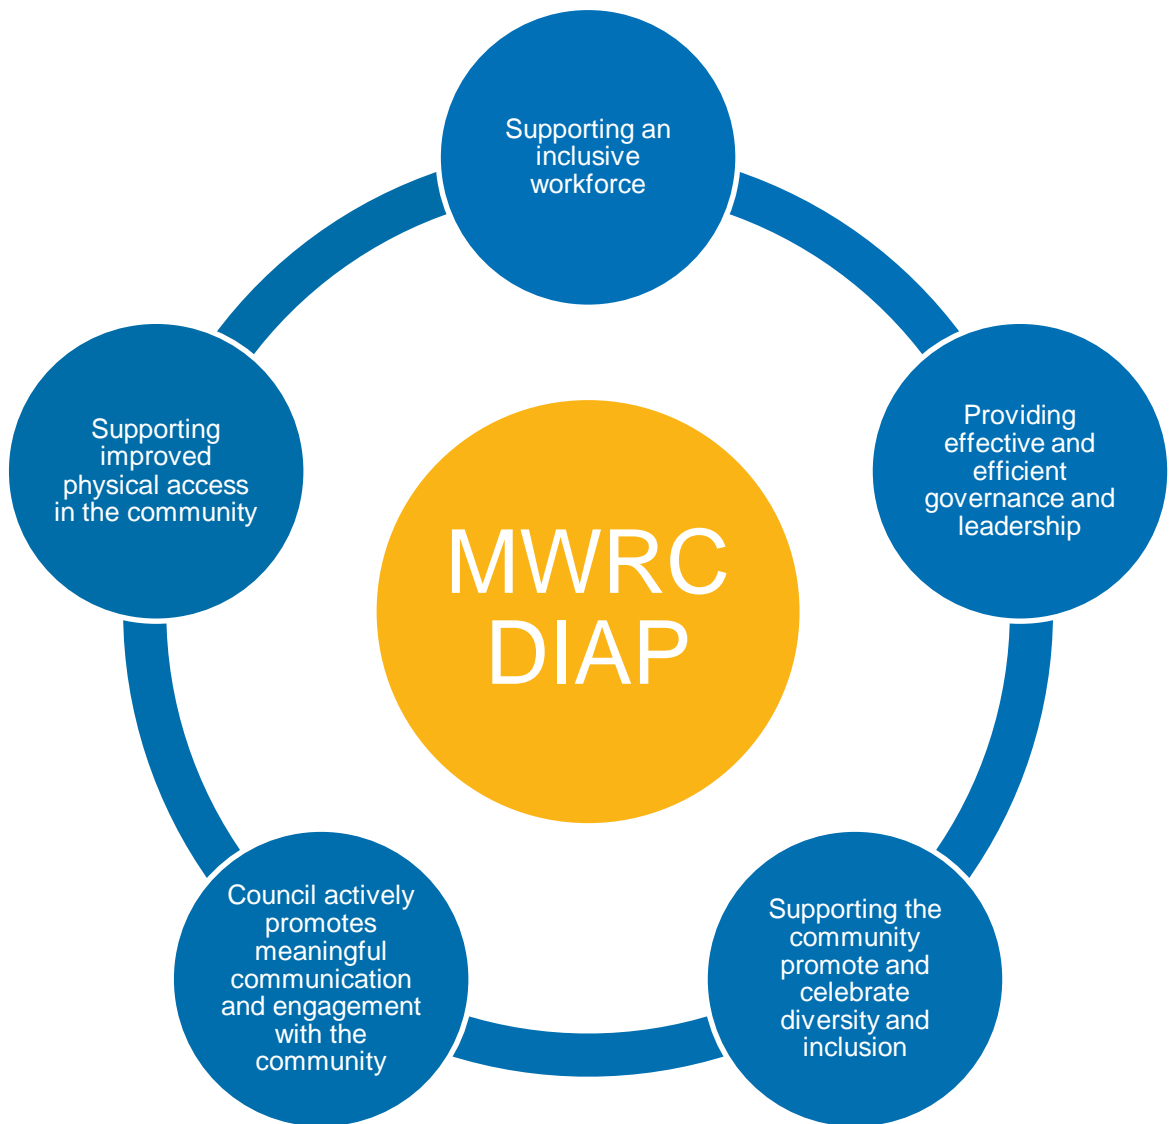 Supporting an
inclusive
workforce
Providing
effective and
efficient
governance and
leadership
Supporting the
community
promote and
celebrate
diversity and
inclusion
Council actively
promotes
meaningful
communication
and engagement
with the
community
Supporting
improved
physical access
in the community
MWRC
DIAP